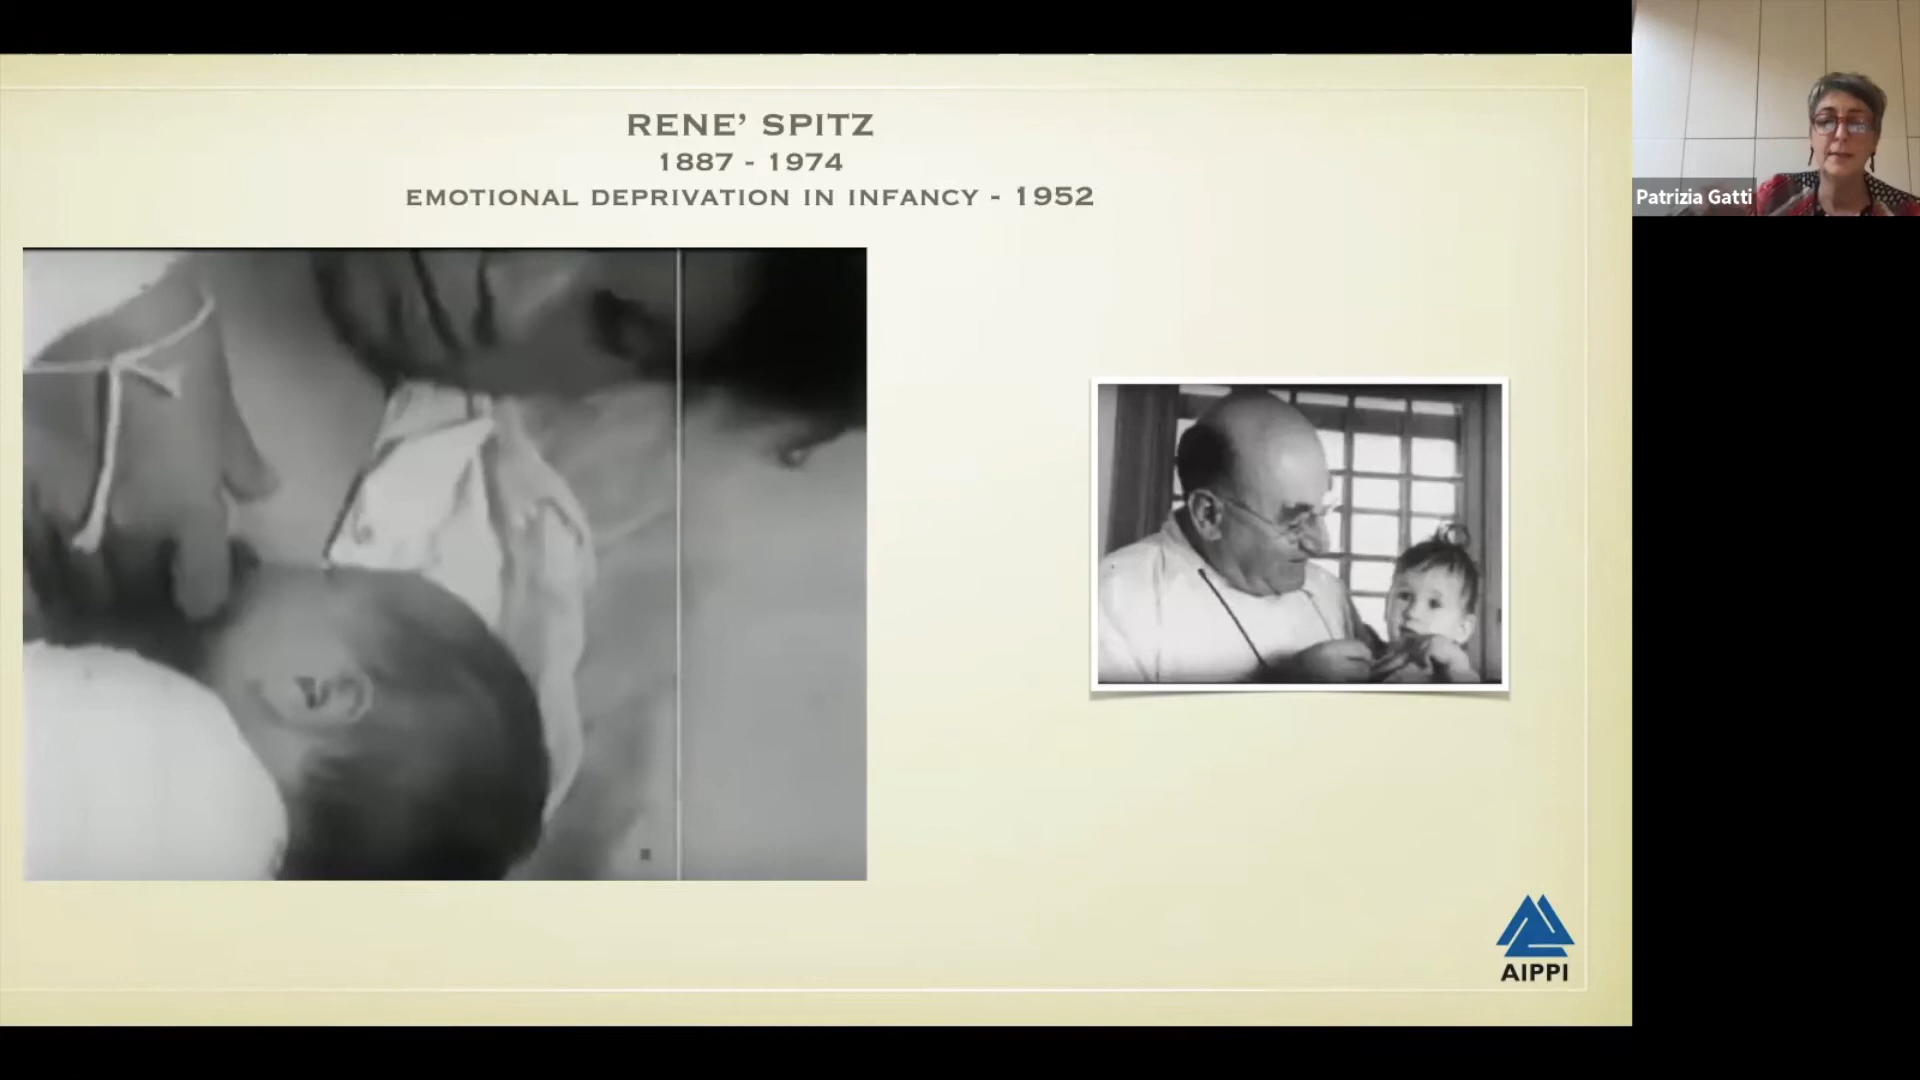 RENE’ SPITZ
1887 - 1974
EMOTIONAL DEPRIVATION IN INFANCY - 1952
Patrizia Gatti
AIPPI